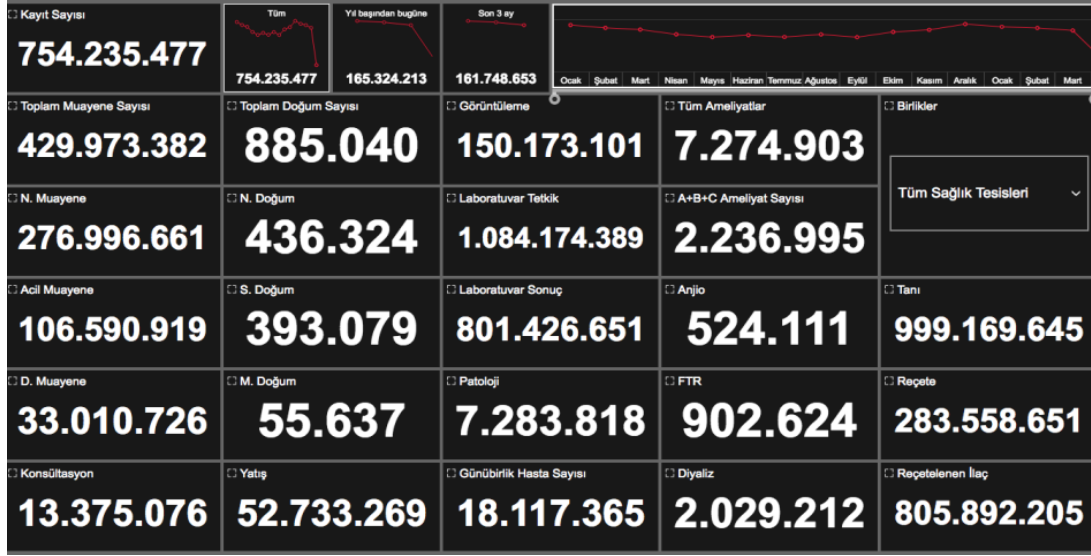 Kayıt Sayısı
754.235.477
Tüm
754.235.477
Yıl başından bugüne
165.324.213
Son 3 ay
161.748.653
Ocak Şubat Mart Nisan Mayıs Haziran Temmuz Ağustos Eylül Ekim Kasım Aralık Ocak Şubat Mart
Toplam Muayene Sayısı
429.973.382
Toplam Doğum Sayısı
885.040
Görüntüleme
150.173.101
Tüm Ameliyatlar
7.274.903
Birlikler
Tüm Sağlık Tesisleri
N. Muayene
276.996.661
N. Doğum
436.324
Laboratuvar Tetkik
1.084.174.389
A+B+C Ameliyat Sayısı
2.236.995
Acil Muayene
106.590.919
S. Doğum
393.079
Laboratuvar Sonuç
801.426.651
Anjio
524.111
Tanı
999.169.645
D. Muayene
33.010.726
M. Doğum
55.637
Patoloji
7.283.818
FTR
902.624
Reçete
283.558.651
Konsültasyon
13.375.076
Yatış
52.733.269
Günübirlik Hasta Sayısı
18.117.365
Diyaliz
2.029.212
Reçetelenen İlaç
805.892.205